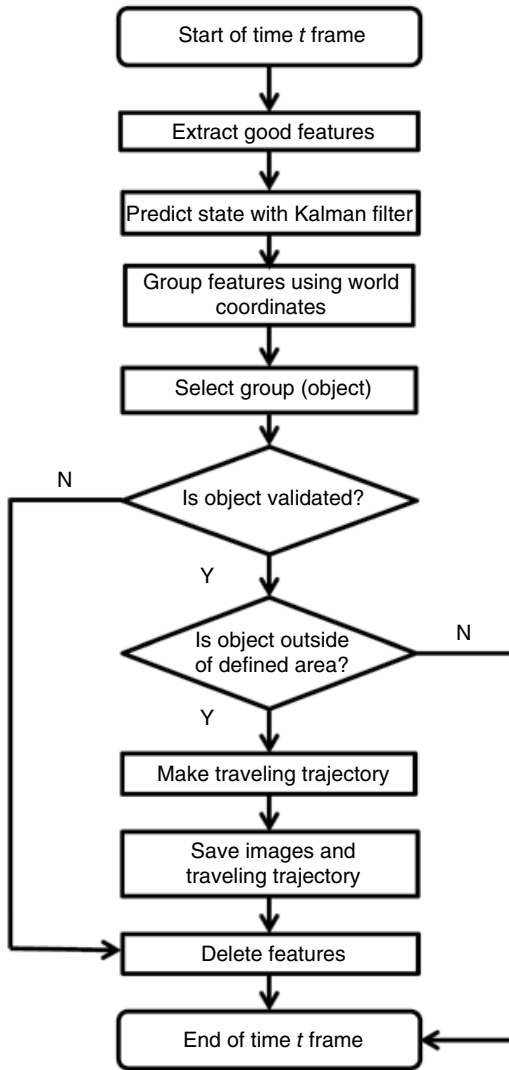 Start of time t frame
Extract good features
Predict state with Kalman filter
Group features using world
coordinates
Select group (object)
N
Is object validated?
Y
Is object outside
of defined area?
N
Y
Make traveling trajectory
Save images and
traveling trajectory
Delete features
End of time t frame